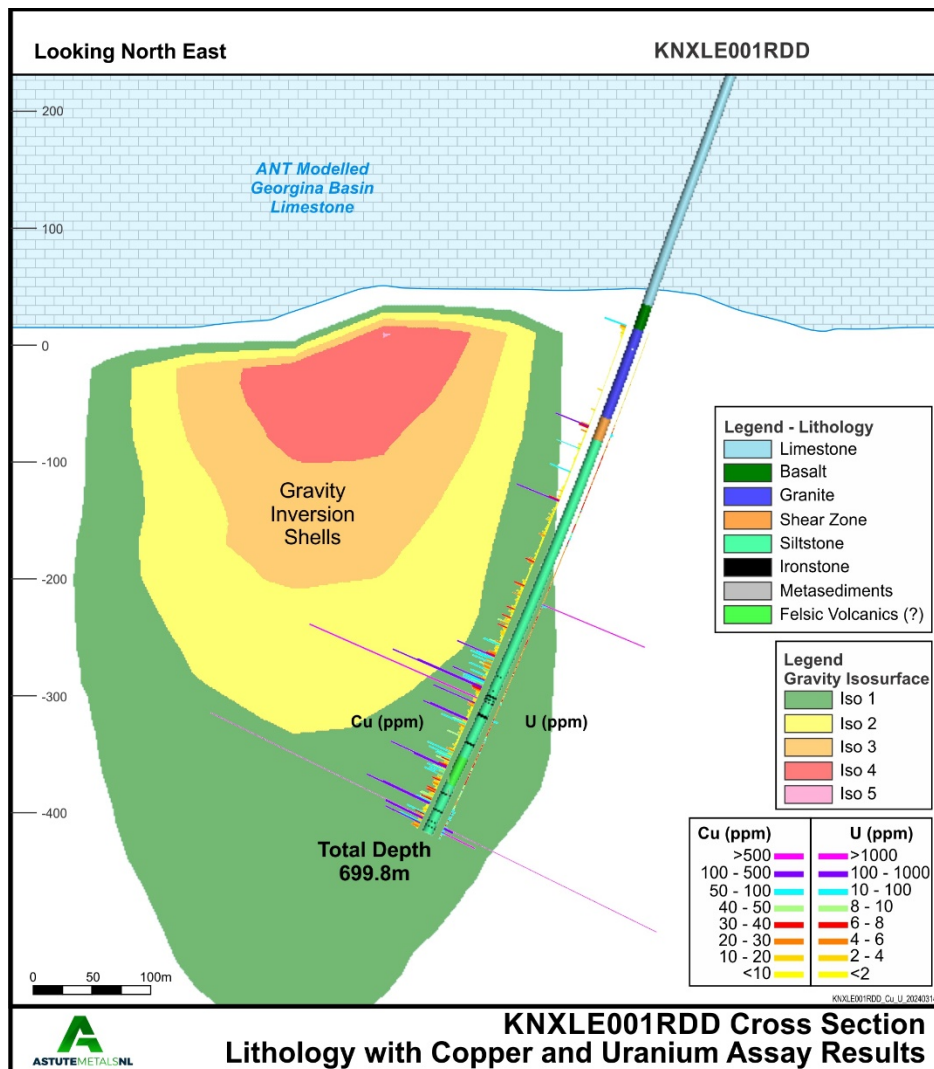 Looking North East
KNXLE001RDD
200
ANT Modelled
Georgina Basin
Limestone
100
0
-100
Gravity
Inversion
Shells
-200
-300
Cu (ppm)
U (ppm)
-400
Total Depth
699.8m
Legend - Lithology
Limestone
Basalt
Granite
Shear Zone
Siltstone
Ironstone
Metasediments
Felsic Volcanics (?)
Legend
Gravity Isosurface
Iso 1
Iso 2
Iso 3
Iso 4
Iso 5
Cu (ppm) U (ppm)
>500 >1000
100 - 500 100 - 1000
50 - 100 10 - 100
40 - 50 8 - 10
30 - 40 6 - 8
20 - 30 4 - 6
10 - 20 2 - 4
<10 <2
0 50 100m
KNXLE001RDD_Cu_U_2024031
ASTUTEMETALSNL
KNXLE001RDD Cross Section
Lithology with Copper and Uranium Assay Results